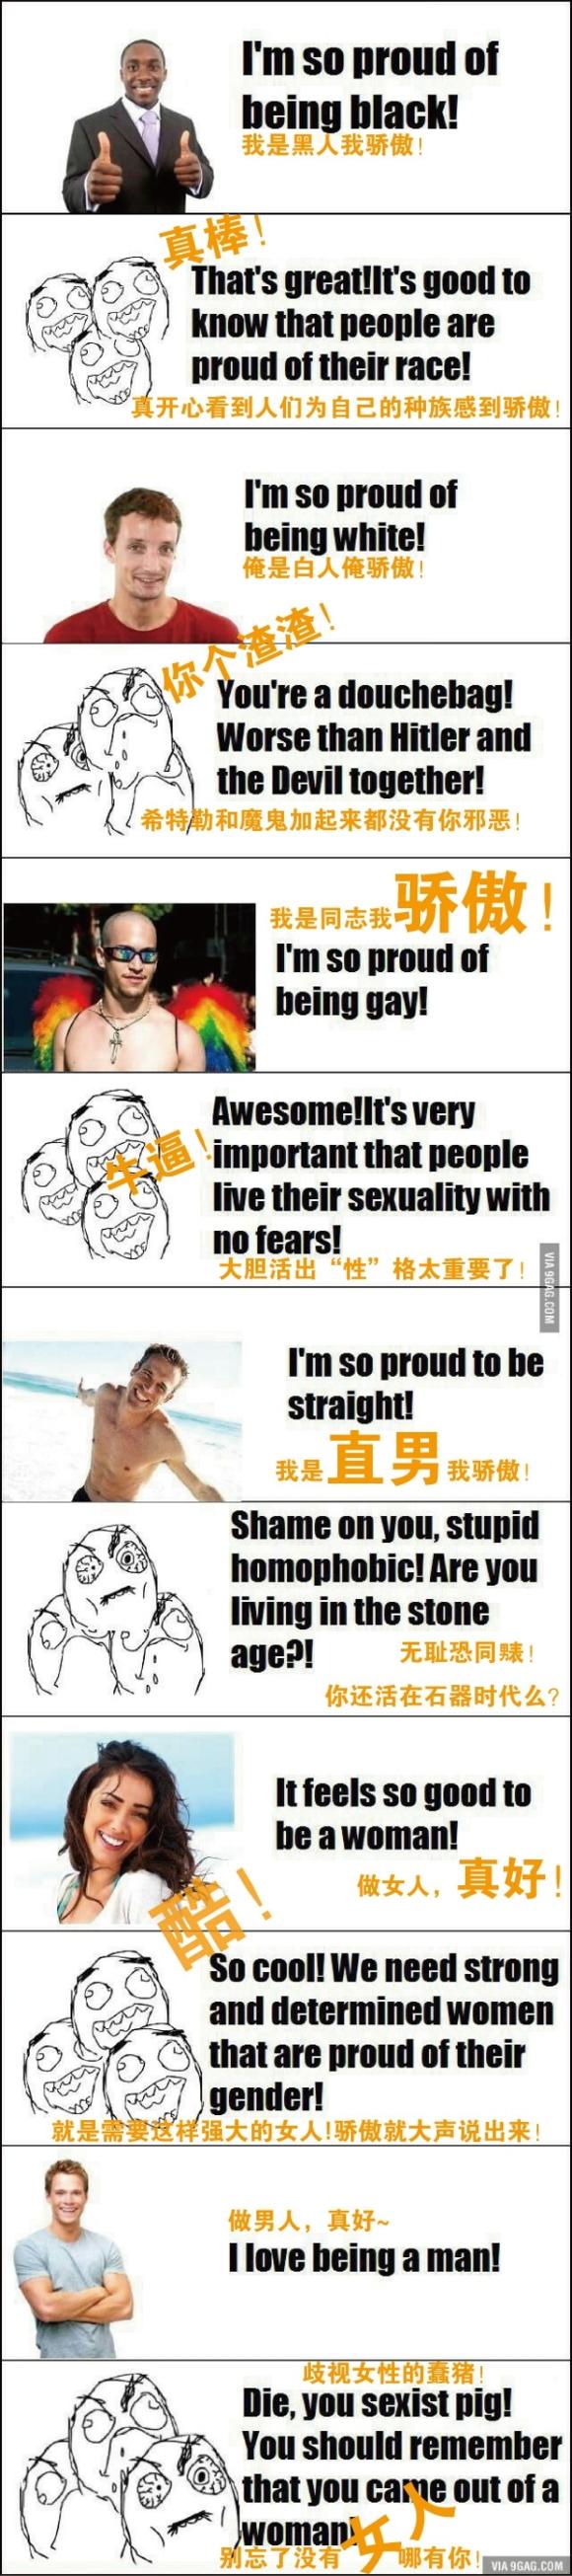 I'm so proud of
being black!
我是黑人我骄傲！
真棒！
That's great!It's good to
know that people are
proud of their race!
真开心看到人们为自己的种族感到骄傲！
I'm so proud of
being white!
俺是白人俺骄傲！
你个渣渣！
You're a douchebag!
Worse than Hitler and
the Devil together!
希特勒和魔鬼加起来都没有你邪恶！
我是同志我骄傲！
I'm so proud of
being gay!
Awesome!It's very
牛逼！
important that people
live their sexuality with
no fears!
大胆活出“性”格太重要了！
VIA 9GAG.COM
I'm so proud to be
straight!
我是直男我骄傲！
Shame on you, stupid
homophobic! Are you
living in the stone
age?!
无耻恐同婊！
你还活在石器时代么？
It feels so good to
be a woman!
做女人，真好！
酷！
So cool! We need strong
and determined women
that are proud of their
gender!
就是需要这样强大的女人！骄傲就大声说出来！
做男人，真好~
I love being a man!
歧视女性的蠢猪！
Die, you sexist pig!
You should remember
that you came out of a
woman!
别忘了没有女人哪有你！
VIA 9GAG.COM